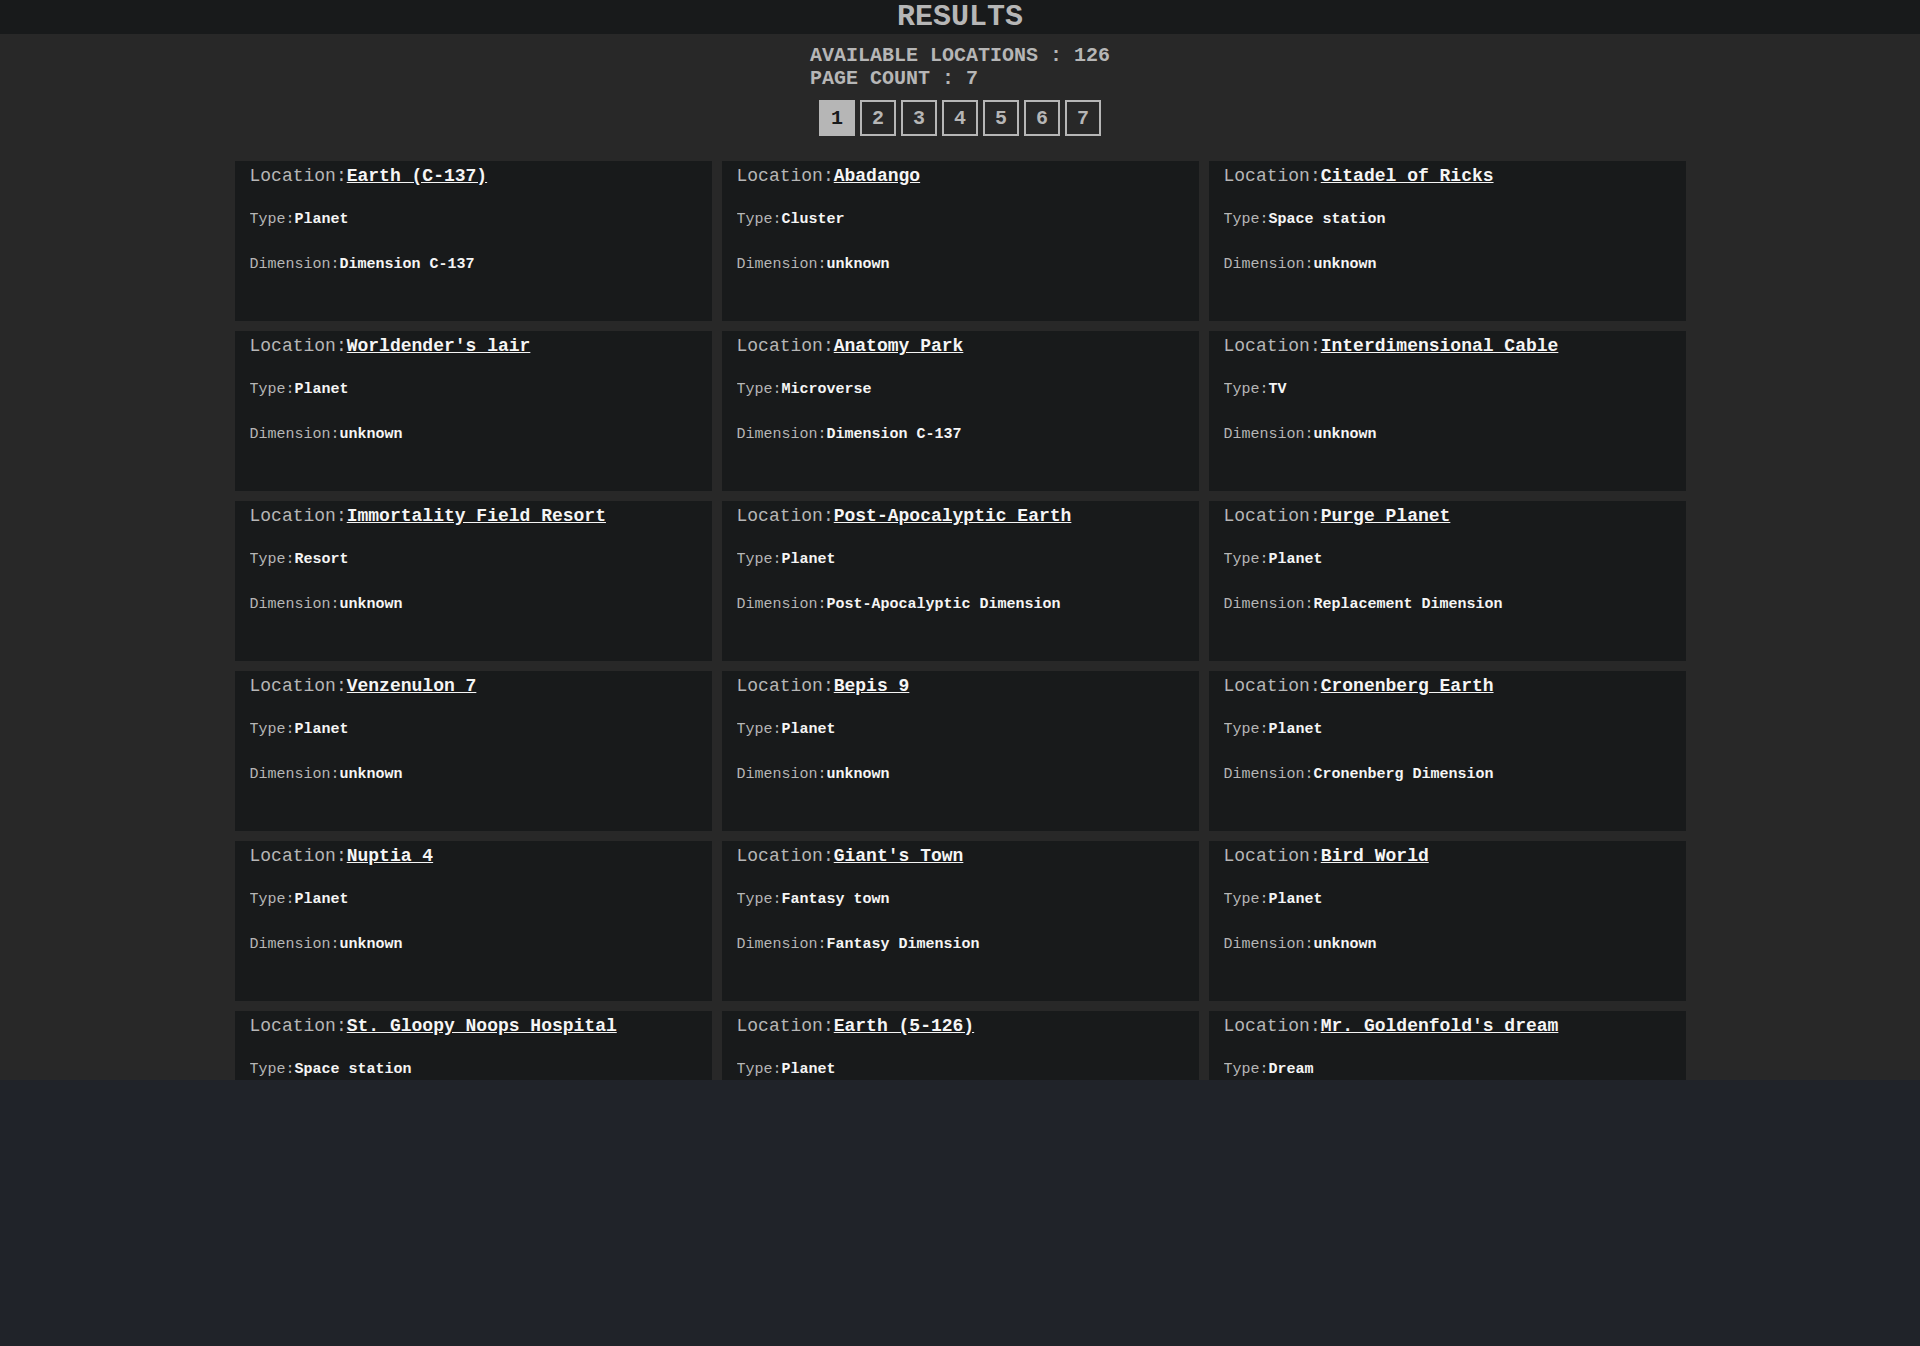 RESULTS
AVAILABLE LOCATIONS : 126
PAGE COUNT : 7
1 2 3 4 5 6 7
Location:Earth (C-137)
Type:Planet
Dimension:Dimension C-137
Location:Abadango
Type:Cluster
Dimension:unknown
Location:Citadel of Ricks
Type:Space station
Dimension:unknown
Location:Worldender's lair
Type:Planet
Dimension:unknown
Location:Anatomy Park
Type:Microverse
Dimension:Dimension C-137
Location:Interdimensional Cable
Type:TV
Dimension:unknown
Location:Immortality Field Resort
Type:Resort
Dimension:unknown
Location:Post-Apocalyptic Earth
Type:Planet
Dimension:Post-Apocalyptic Dimension
Location:Purge Planet
Type:Planet
Dimension:Replacement Dimension
Location:Venzenulon 7
Type:Planet
Dimension:unknown
Location:Bepis 9
Type:Planet
Dimension:unknown
Location:Cronenberg Earth
Type:Planet
Dimension:Cronenberg Dimension
Location:Nuptia 4
Type:Planet
Dimension:unknown
Location:Giant's Town
Type:Fantasy town
Dimension:Fantasy Dimension
Location:Bird World
Type:Planet
Dimension:unknown
Location:St. Gloopy Noops Hospital
Type:Space station
Location:Earth (5-126)
Type:Planet
Location:Mr. Goldenfold's dream
Type:Dream